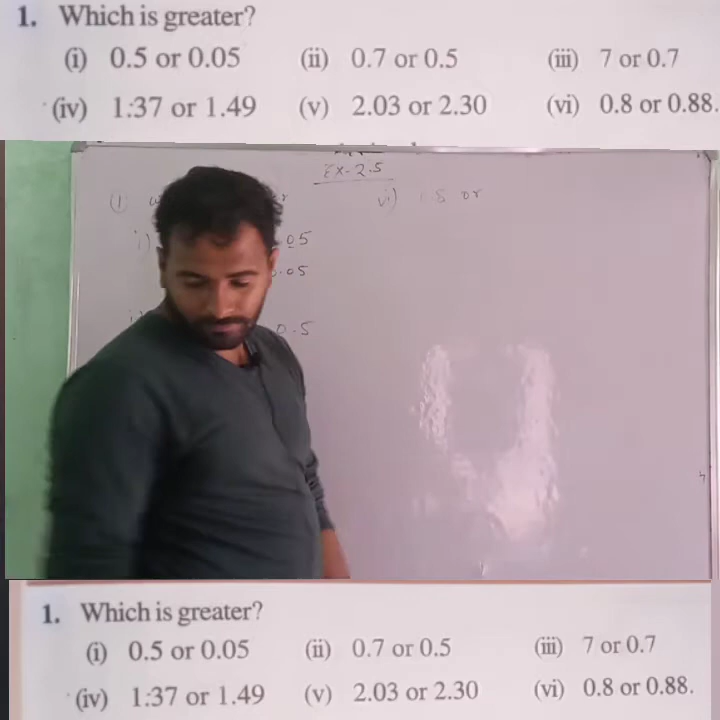 1. Which is greater?
(i) 0.5 or 0.05 (ii) 0.7 or 0.5 (iii) 7 or 0.7
(iv) 1:37 or 1.49 (v) 2.03 or 2.30 (vi) 0.8 or 0.88.
Ex-2.5
vi) or
.05
.05
0.5
1. Which is greater?
(i) 0.5 or 0.05 (ii) 0.7 or 0.5 (iii) 7 or 0.7
(iv) 1:37 or 1.49 (v) 2.03 or 2.30 (vi) 0.8 or 0.88.